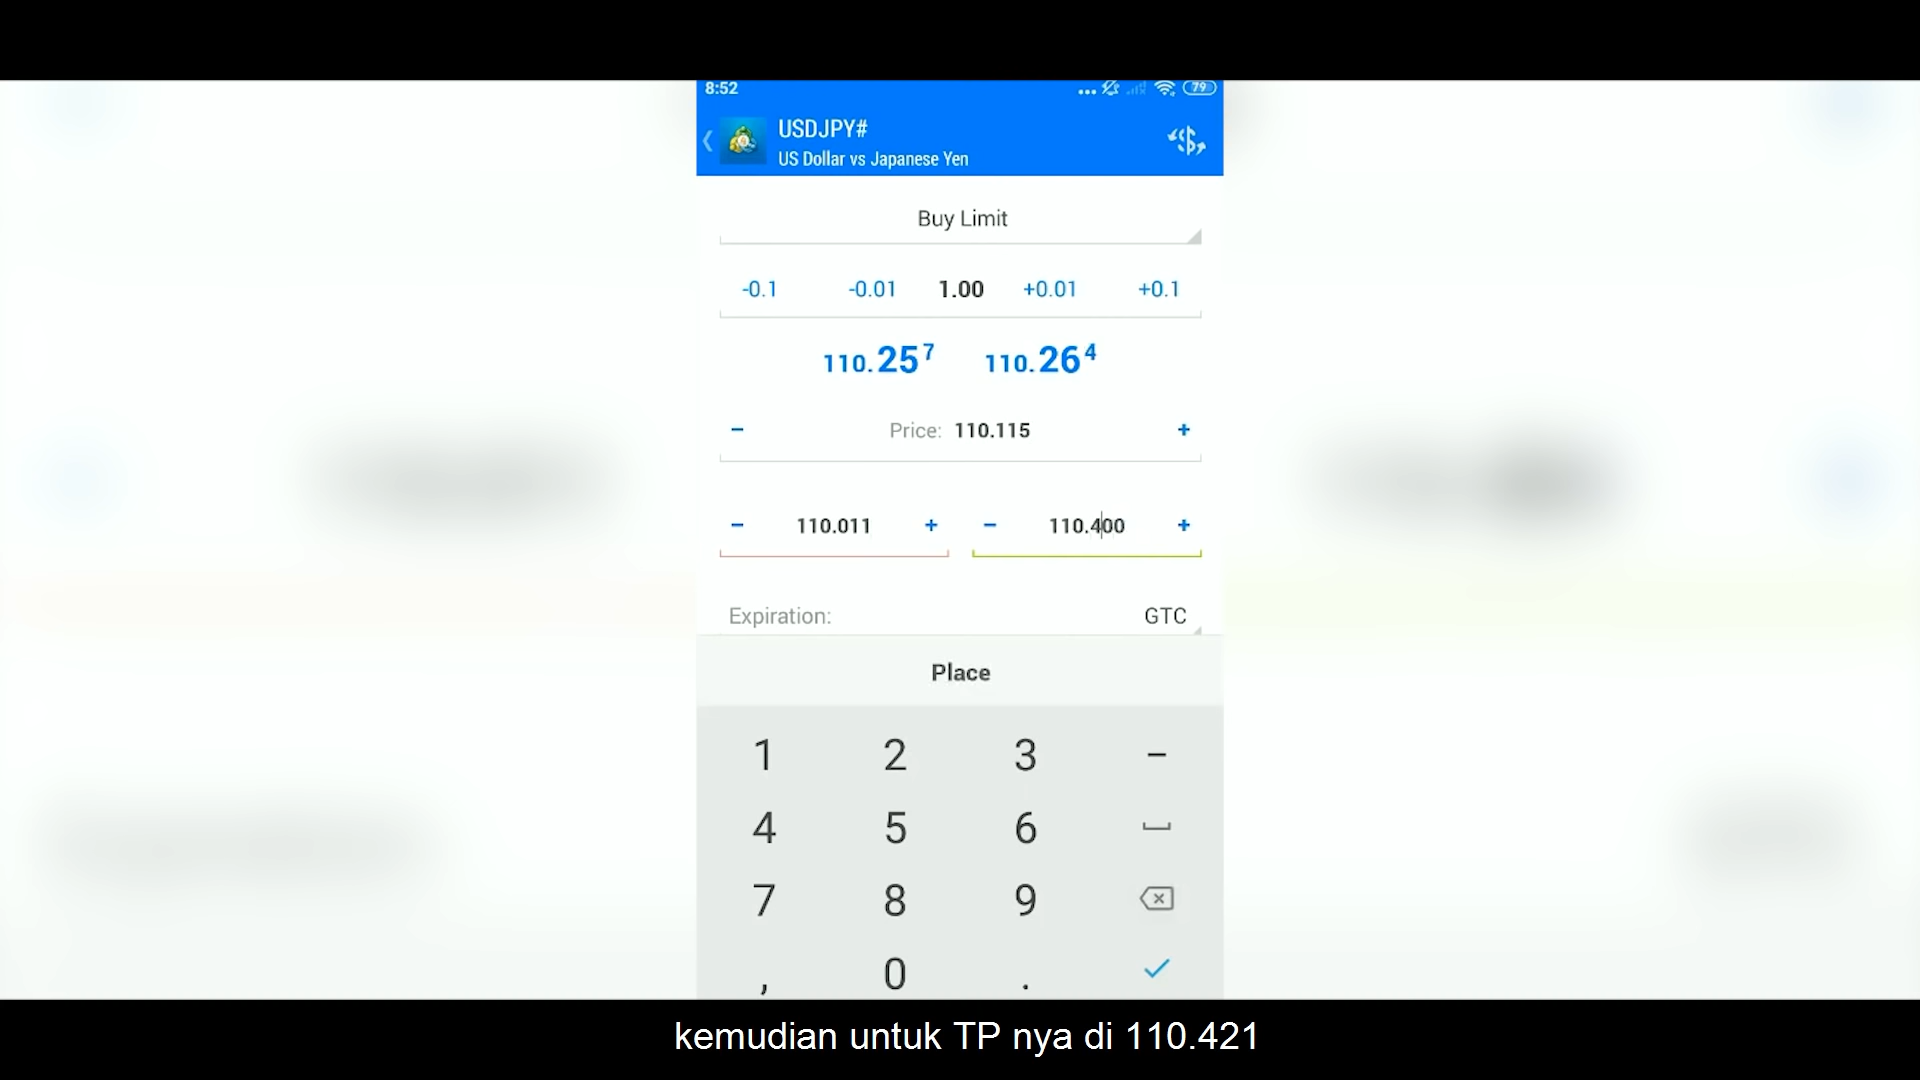 8:52
79
USDJPY#
US Dollar vs Japanese Yen
Buy Limit
-0.1 -0.01 1.00 +0.01 +0.1
110.257 110.264
- Price: 110.115 +
- 110.011 + - 110.400 +
Expiration: GTC
Place
1 2 3 -
4 5 6
7 8 9
, 0 .
kemudian untuk TP nya di 110.421